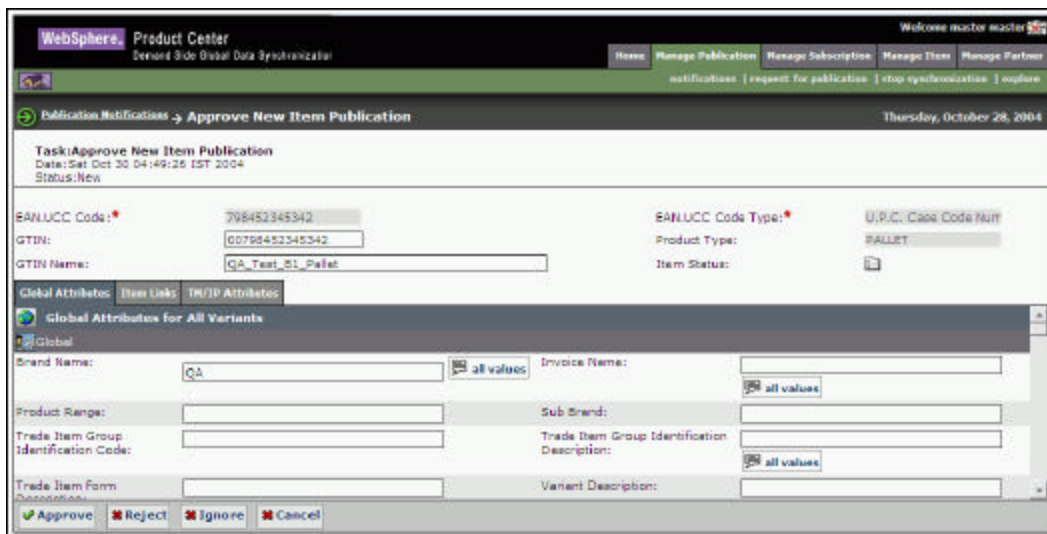 Welcome master master
WebSphere. Product Center
Demand Side Global Data Synchronization
Home Manage Publication Manage Subscription Manage Item Manage Partner
notifications | request for publication | stop synchronization | explore
Publication Notifications → Approve New Item Publication Thursday, October 28, 2004
Task:Approve New Item Publication
Date:Sat Oct 30 04:49:26 IST 2004
Status:New
EAN.UCC Code:* 798452345342 EAN.UCC Code Type:* U.P.C. Case Code Num
GTIN: 00798452345342 Product Type: PALLET
GTIN Name: QA_Test_B1_Pallet Item Status:
Global Attributes Item Links TM/IP Attributes
Global Attributes for All Variants
Global
Brand Name: QA all values Invoice Name:
all values
Product Range: Sub Brand:
Trade Item Group Identification Code: Trade Item Group Identification Description:
all values
Trade Item Form Variant Description:
Approve Reject Ignore Cancel